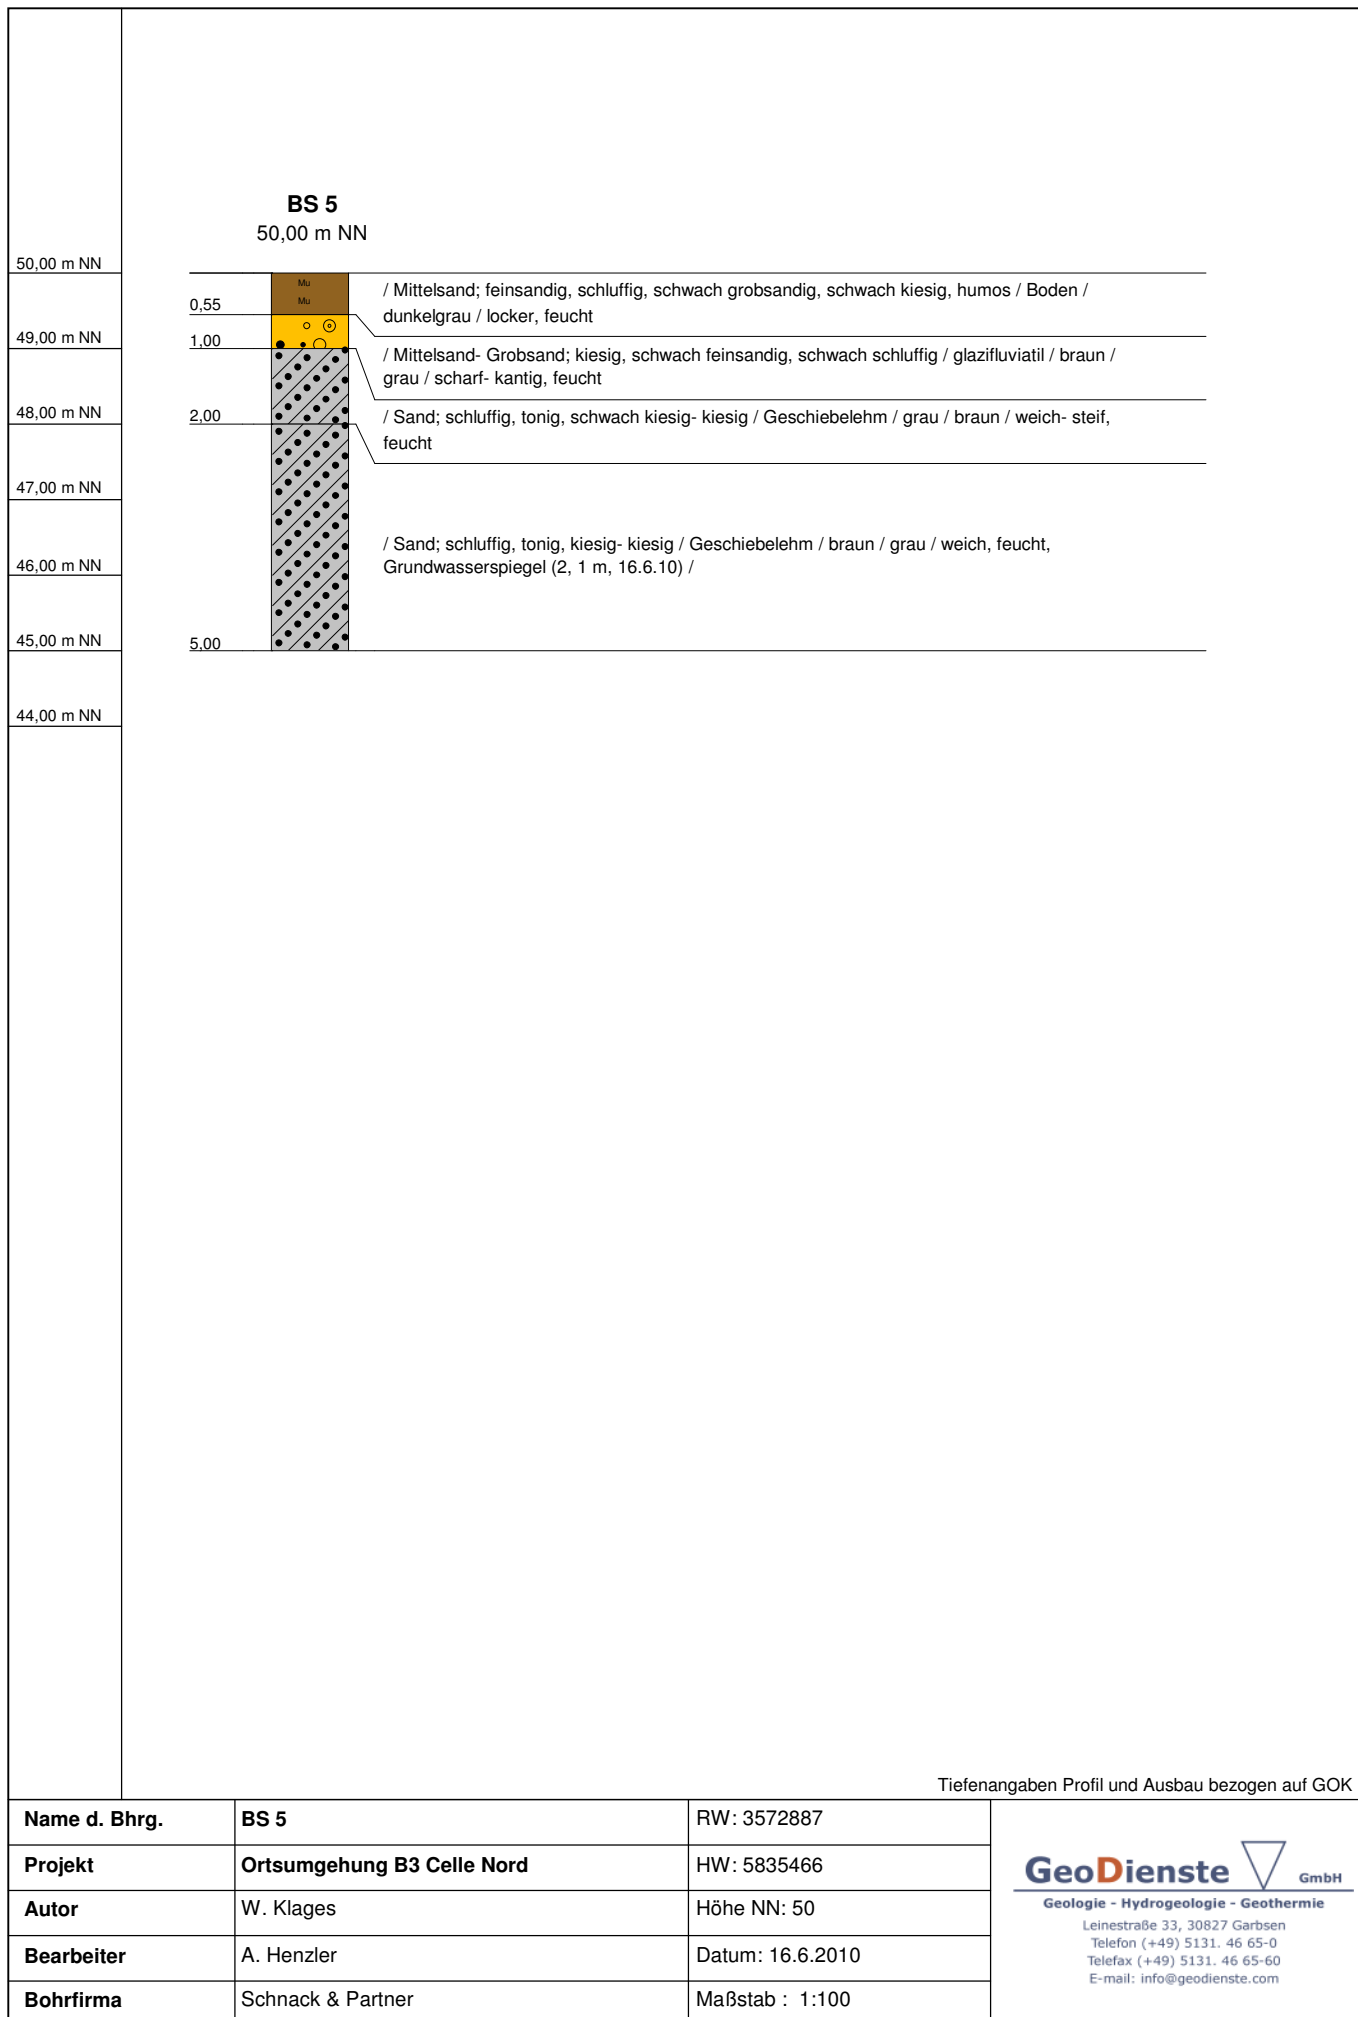 BS 5
50,00 m NN
50,00 m NN
49,00 m NN
48,00 m NN
47,00 m NN
46,00 m NN
45,00 m NN
44,00 m NN
0,55
1,00
2,00
5,00
Mu
Mu
/ Mittelsand; feinsandig, schluffig, schwach grobsandig, schwach kiesig, humos / Boden /
dunkelgrau / locker, feucht
/ Mittelsand- Grobsand; kiesig, schwach feinsandig, schwach schluffig / glazifluviatil / braun /
grau / scharf- kantig, feucht
/ Sand; schluffig, tonig, schwach kiesig- kiesig / Geschiebelehm / grau / braun / weich- steif,
feucht
/ Sand; schluffig, tonig, kiesig- kiesig / Geschiebelehm / braun / grau / weich, feucht,
Grundwasserspiegel (2, 1 m, 16.6.10) /
Tiefenangaben Profil und Ausbau bezogen auf GOK
Name d. Bhrg. BS 5 RW: 3572887
Projekt Ortsumgehung B3 Celle Nord HW: 5835466
Autor W. Klages Höhe NN: 50
Bearbeiter A. Henzler Datum: 16.6.2010
Bohrfirma Schnack & Partner Maßstab : 1:100
GeoDienste GmbH
Geologie - Hydrogeologie - Geothermie
Leinestraße 33, 30827 Garbsen
Telefon (+49) 5131. 46 65-0
Telefax (+49) 5131. 46 65-60
E-mail: info@geodienste.com